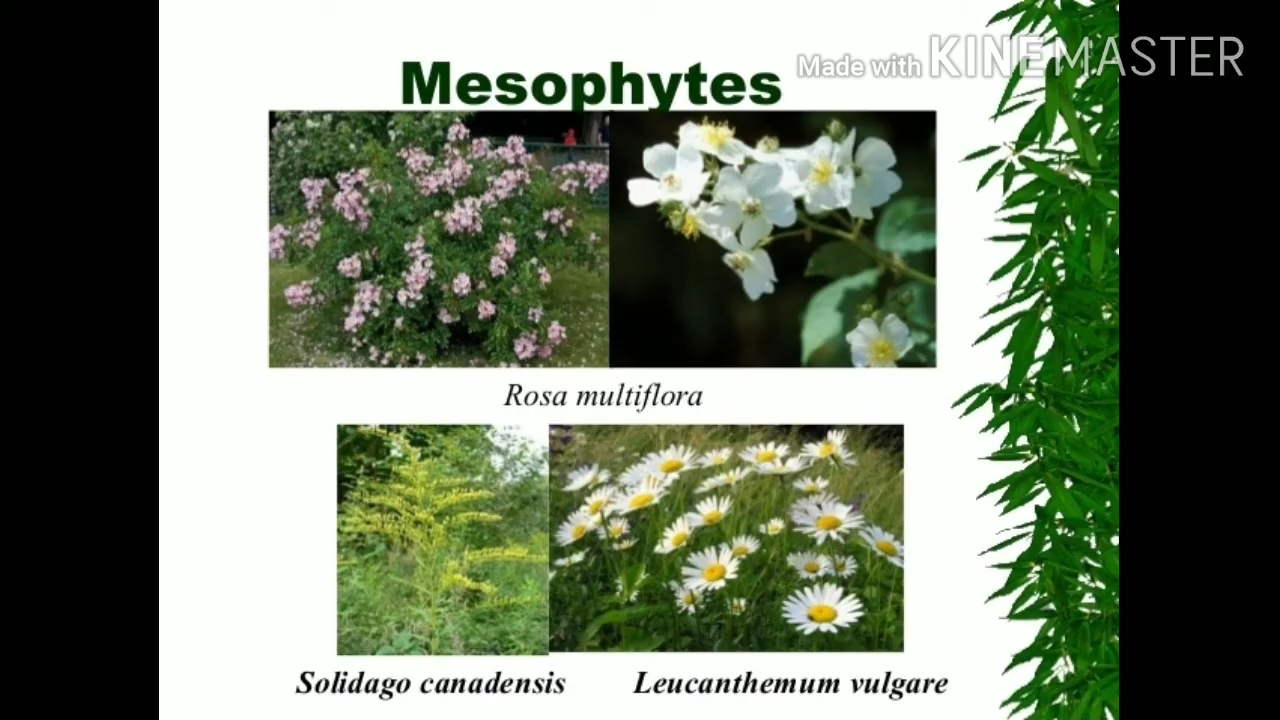 Made with KINEMASTER
Mesophytes
Rosa multiflora
Solidago canadensis
Leucanthemum vulgare